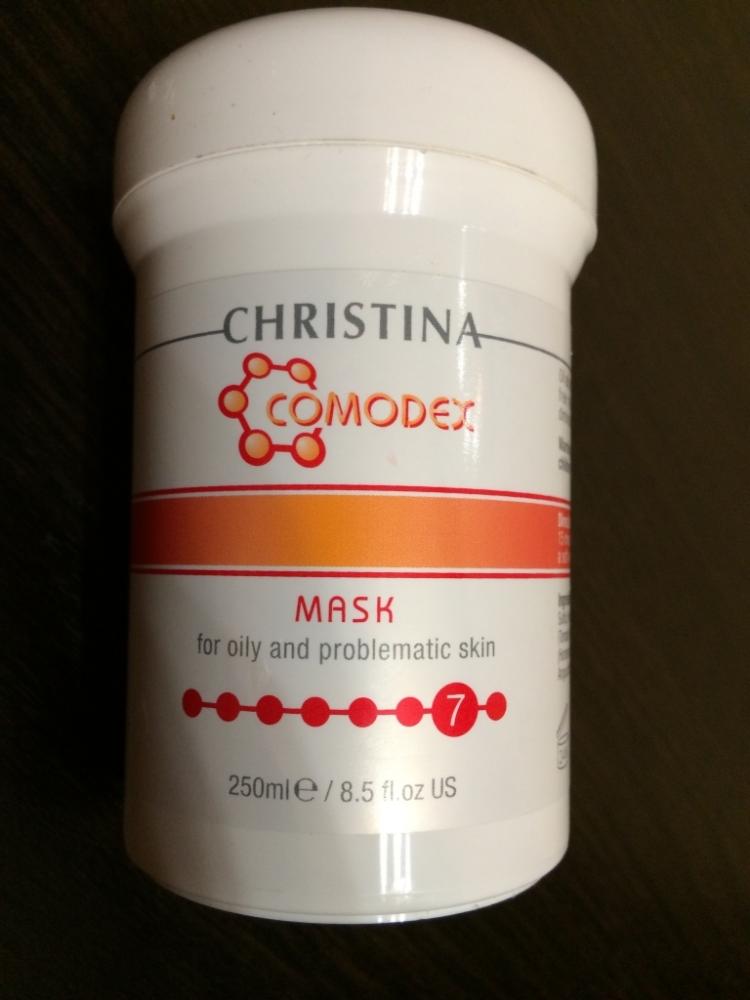 CHRISTINA
COMODEX
MASK
for oily and problematic skin
7
250ml℮ / 8.5 fl.oz US